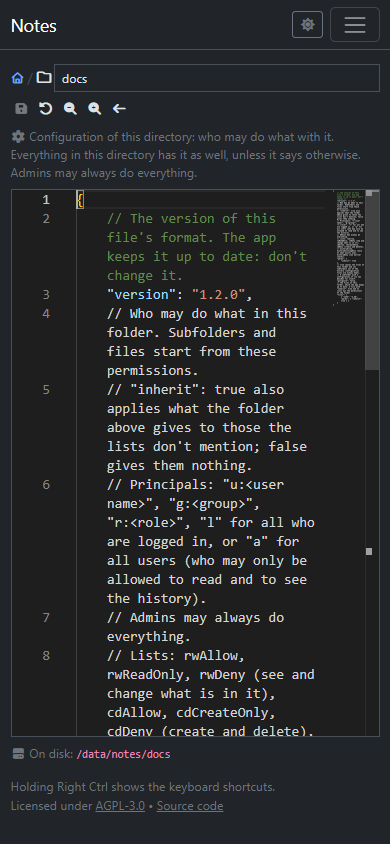 Notes
/ docs
Configuration of this directory: who may do what with it.
Everything in this directory has it as well, unless it says otherwise.
Admins may always do everything.
1 {
2 // The version of this
file's format. The app
keeps it up to date: don't
change it.
3 "version": "1.2.0",
4 // Who may do what in this
folder. Subfolders and
files start from these
permissions.
5 // "inherit": true also
applies what the folder
above gives to those the
lists don't mention; false
gives them nothing.
6 // Principals: "u:<user
name>", "g:<group>",
"r:<role>", "l" for all who
are logged in, or "a" for
all users (who may only be
allowed to read and to see
the history).
7 // Admins may always do
everything.
8 // Lists: rwAllow,
rwReadOnly, rwDeny (see and
change what is in it),
cdAllow, cdCreateOnly,
cdDeny (create and delete).
On disk: /data/notes/docs
Holding Right Ctrl shows the keyboard shortcuts.
Licensed under AGPL-3.0 • Source code